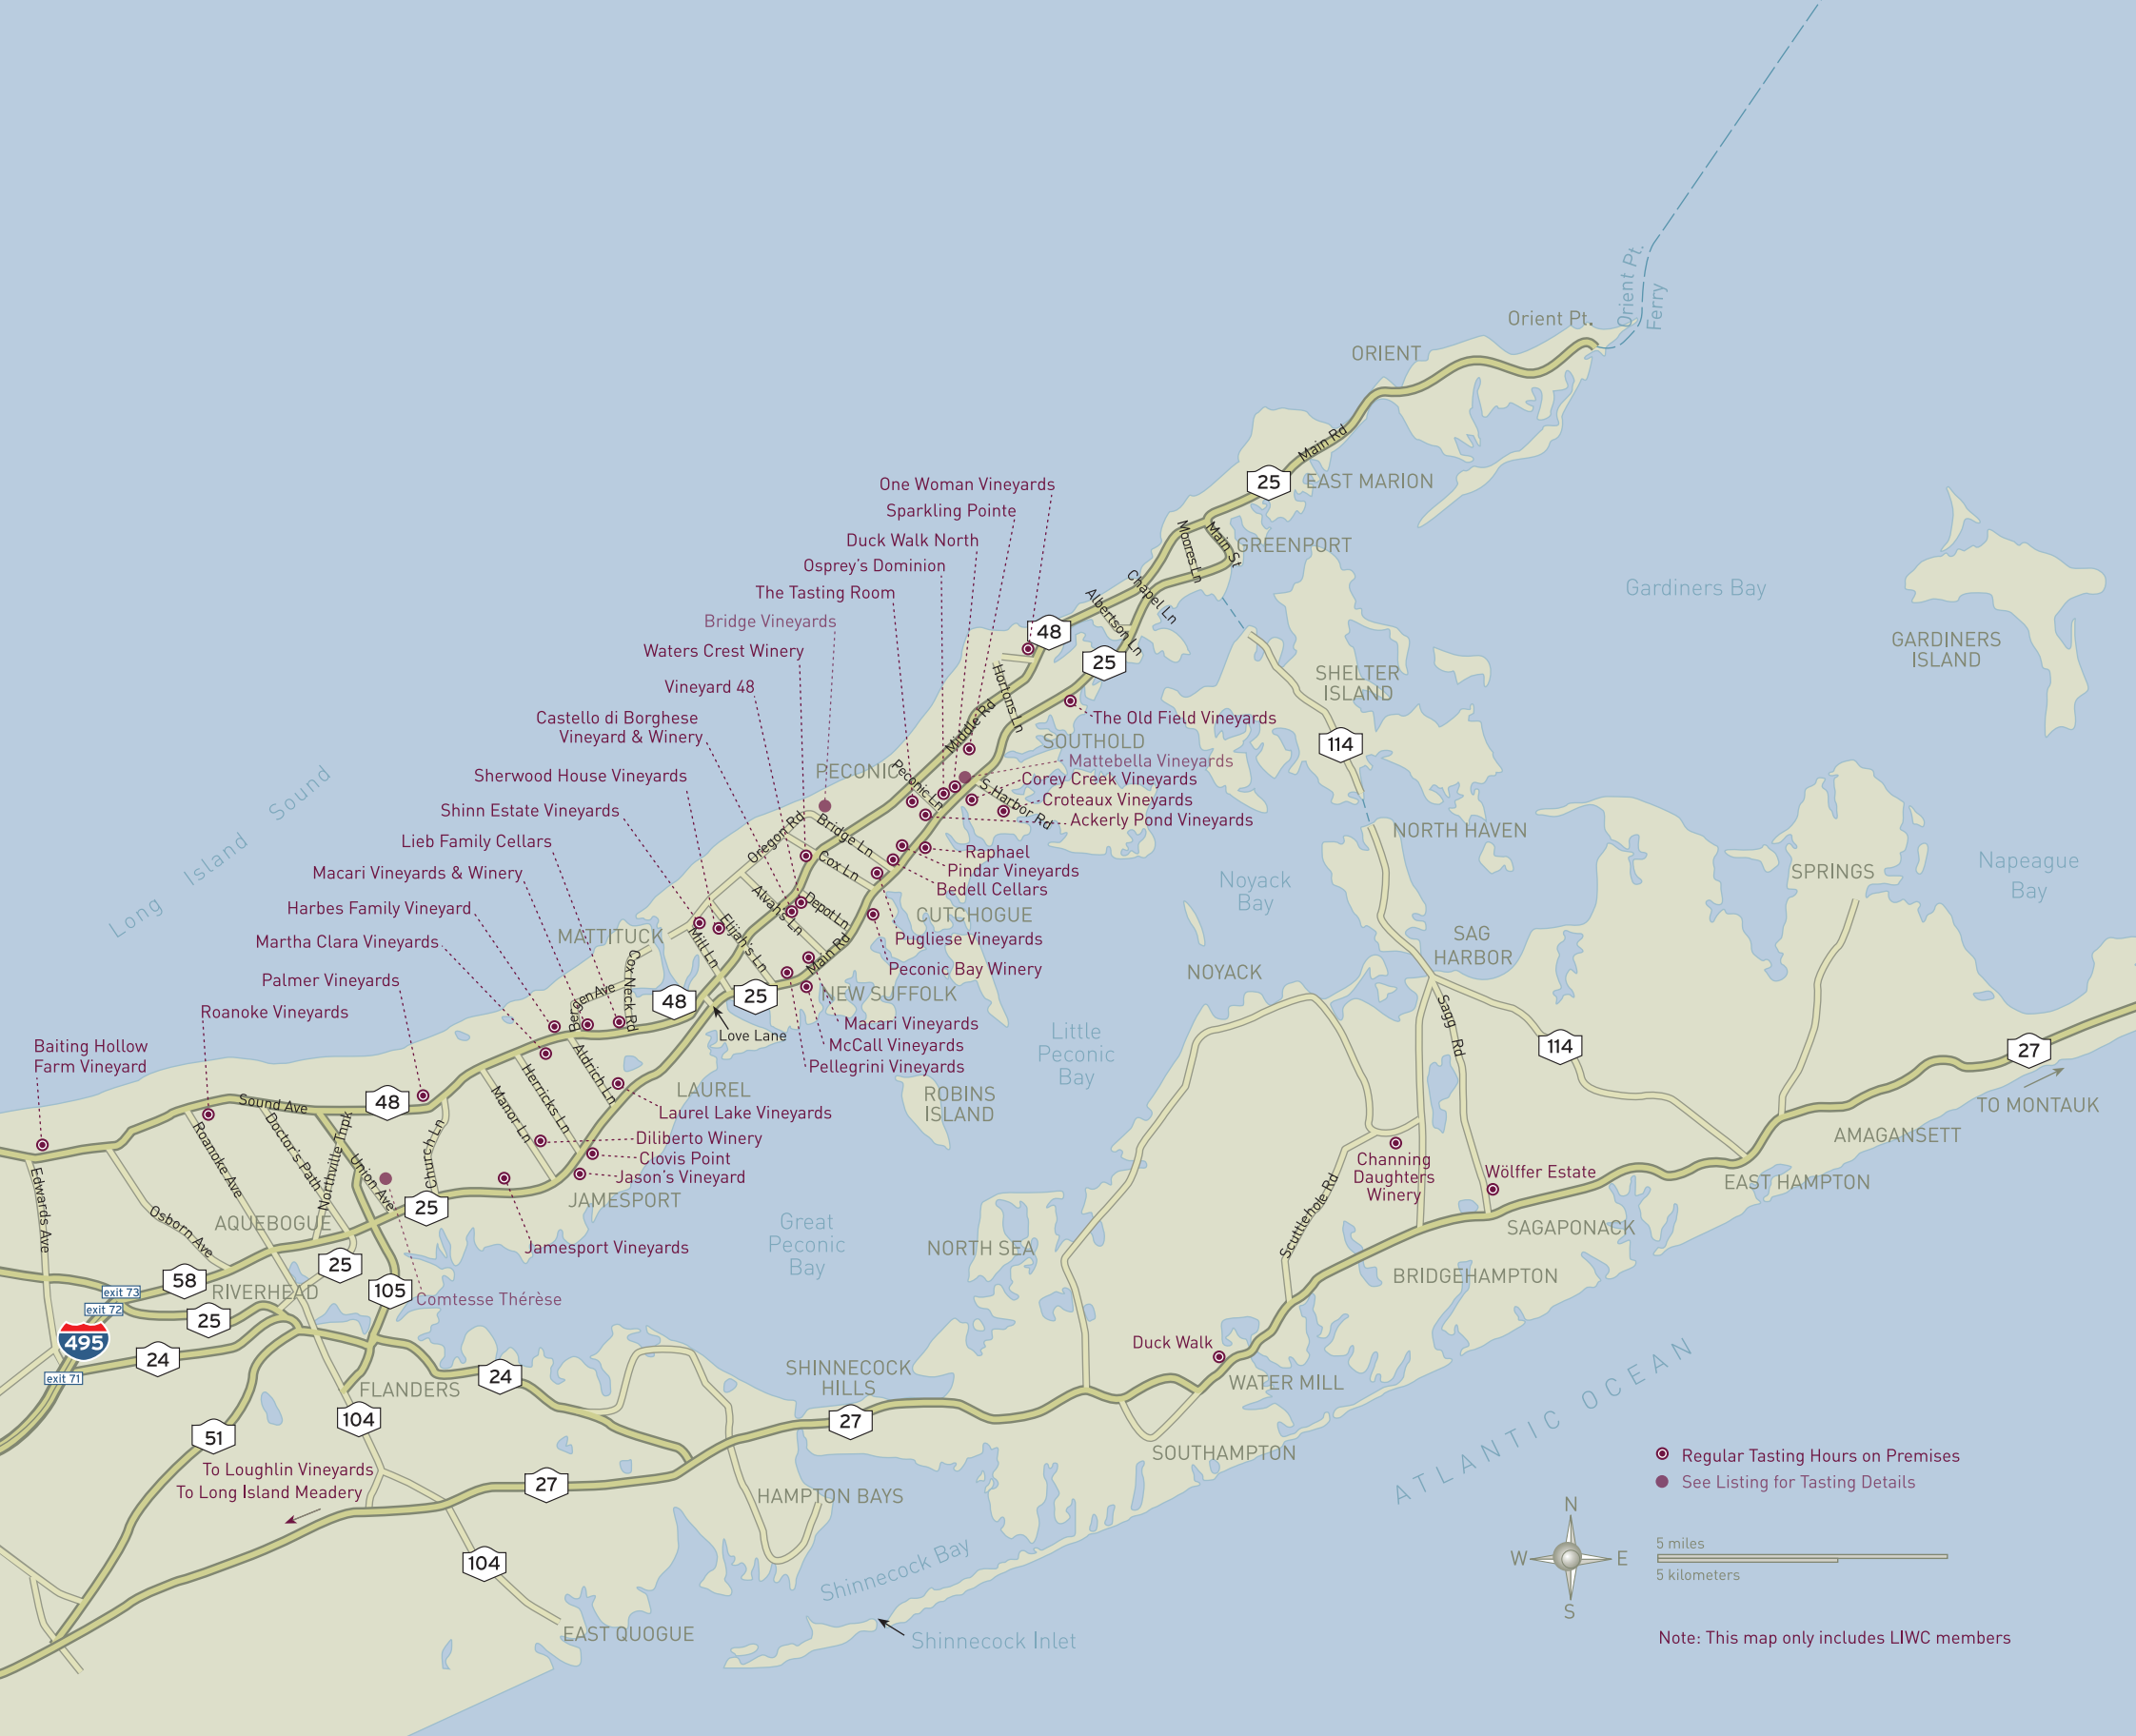 Orient Pt.
Ferry
Orient Pt.
ORIENT
Main Rd
25
EAST MARION
One Woman Vineyards
Sparkling Pointe
Duck Walk North
Osprey's Dominion
The Tasting Room
Bridge Vineyards
Waters Crest Winery
Vineyard 48
Castello di Borghese
Vineyard & Winery
Sherwood House Vineyards
Shinn Estate Vineyards
Lieb Family Cellars
Macari Vineyards & Winery
Harbes Family Vineyard
Martha Clara Vineyards
Palmer Vineyards
Roanoke Vineyards
Baiting Hollow
Farm Vineyard
Moores Ln
Main St
GREENPORT
Chapel Ln
Albertson Ln
48
25
Hortons Ln
Middle Rd
The Old Field Vineyards
SOUTHOLD
Mattebella Vineyards
Corey Creek Vineyards
Croteaux Vineyards
Ackerly Pond Vineyards
PECONIC
Peconic Ln
S. Harbor Rd
Raphael
Pindar Vineyards
Bedell Cellars
CUTCHOGUE
Pugliese Vineyards
Peconic Bay Winery
NEW SUFFOLK
Macari Vineyards
McCall Vineyards
Pellegrini Vineyards
Oregon Rd
Bridge Ln
Cox Ln
Depot Ln
Alvahs Ln
Elijah's Ln
Mill Ln
Main Rd
MATTITUCK
Cox Neck Rd
Bergen Ave
48
25
Love Lane
LAUREL
Laurel Lake Vineyards
Aldrich Ln
Herricks Ln
Manor Ln
Diliberto Winery
Clovis Point
Jason's Vineyard
JAMESPORT
Jamesport Vineyards
Sound Ave
48
Roanoke Ave
Doctor's Path
Northville Tnpk
Union Ave
Church Ln
25
Edwards Ave
Osborn Ave
AQUEBOGUE
25
58
RIVERHEAD
105
Comtesse Thérèse
exit 73
exit 72
25
495
24
exit 71
FLANDERS
24
104
51
To Loughlin Vineyards
To Long Island Meadery
27
104
EAST QUOGUE
HAMPTON BAYS
SHINNECOCK
HILLS
27
Shinnecock Bay
Shinnecock Inlet
Long Island Sound
Gardiners Bay
GARDINERS
ISLAND
SHELTER
ISLAND
114
NORTH HAVEN
Noyack
Bay
SPRINGS
Napeague
Bay
SAG
HARBOR
NOYACK
Little
Peconic
Bay
ROBINS
ISLAND
Great
Peconic
Bay
NORTH SEA
Sagg Rd
114
27
TO MONTAUK
AMAGANSETT
EAST HAMPTON
Channing
Daughters
Winery
Wölffer Estate
SAGAPONACK
Scuttlehole Rd
BRIDGEHAMPTON
Duck Walk
WATER MILL
SOUTHAMPTON
ATLANTIC OCEAN
Regular Tasting Hours on Premises
See Listing for Tasting Details
N
W
E
S
5 miles
5 kilometers
Note: This map only includes LIWC members